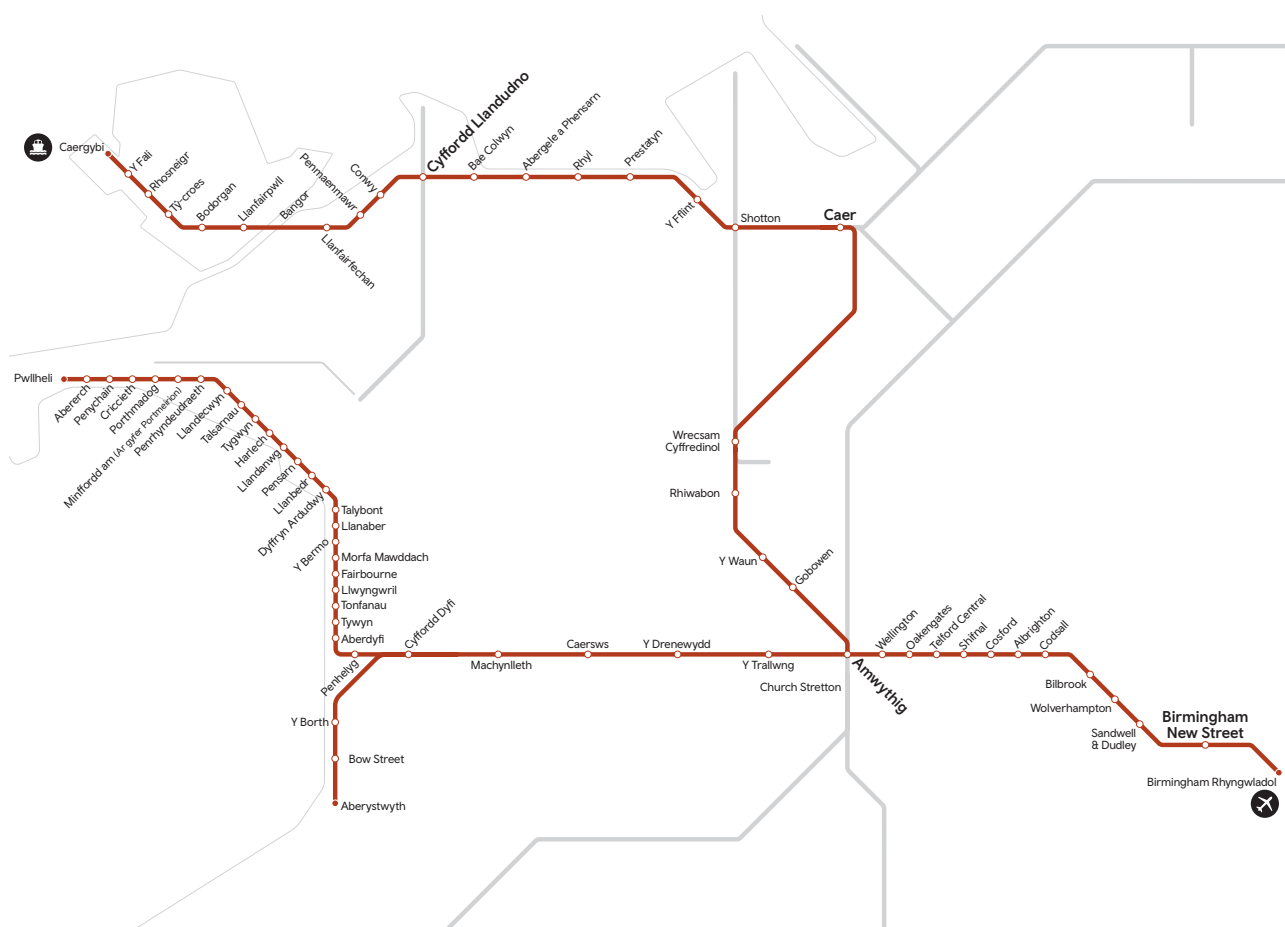 Caergybi
Y Fali
Rhosneigr
Tŷ-croes
Bodorgan
Llanfairpwll
Bangor
Llanfairfechan
Penmaenmawr
Conwy
Cyffordd Llandudno
Bae Colwyn
Abergele a Phensarn
Rhyl
Prestatyn
Y Fflint
Shotton
Caer
Wrecsam
Cyffredinol
Rhiwabon
Y Waun
Gobowen
Pwllheli
Abererch
Penychain
Criccieth
Porthmadog
Minffordd am (Ar gyfer Portmeirion)
Penrhyndeudraeth
Llandecwyn
Talsarnau
Tygwyn
Harlech
Llandanwg
Pensarn
Llanbedr
Dyffryn Ardudwy
Talybont
Llanaber
Y Bermo
Morfa Mawddach
Fairbourne
Llwyngwril
Tonfanau
Tywyn
Aberdyfi
Penhelyg
Cyffordd Dyfi
Y Borth
Bow Street
Aberystwyth
Machynlleth
Caersws
Y Drenewydd
Y Trallwng
Church Stretton
Amwythig
Wellington
Oakengates
Telford Central
Shifnal
Cosford
Albrighton
Codsall
Bilbrook
Wolverhampton
Sandwell
& Dudley
Birmingham
New Street
Birmingham Rhyngwladol